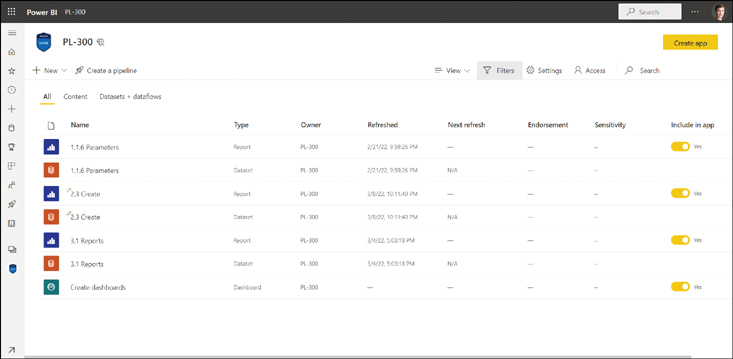 Power BI PL-300 Search ...
PL-300 Create app
New Create a pipeline View Filters Settings Access Search
All Content Datasets + dataflows
Name Type Owner Refreshed Next refresh Endorsement Sensitivity Include in app
1.1.6 Parameters Report PL-300 2/21/22, 9:59:26 PM — — — Yes
1.1.6 Parameters Dataset PL-300 2/21/22, 9:59:26 PM N/A — –
2.3 Create Report PL-300 3/8/22, 10:11:40 PM — — — Yes
2.3 Create Dataset PL-300 3/8/22, 10:11:40 PM N/A — –
3.1 Reports Report PL-300 3/4/22, 5:03:18 PM — — — Yes
3.1 Reports Dataset PL-300 3/4/22, 5:03:18 PM N/A — –
Create dashboards Dashboard PL-300 — — — — Yes